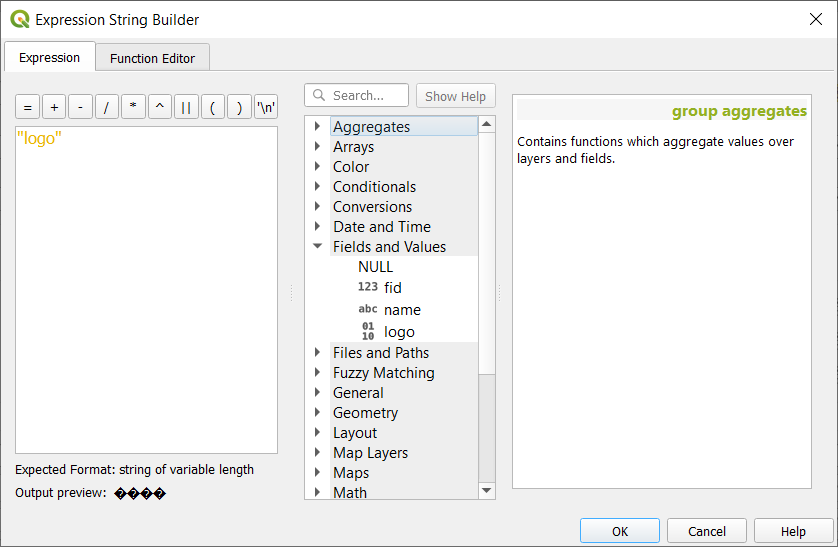 Expression String Builder
Expression
Function Editor
= + - / * ^ || ( ) '\n'
"logo"
Expected Format: string of variable length
Output preview: ����
Search...
Show Help
Aggregates
Arrays
Color
Conditionals
Conversions
Date and Time
Fields and Values
NULL
123 fid
abc name
01
10 logo
Files and Paths
Fuzzy Matching
General
Geometry
Layout
Map Layers
Maps
Math
group aggregates
Contains functions which aggregate values over
layers and fields.
OK
Cancel
Help